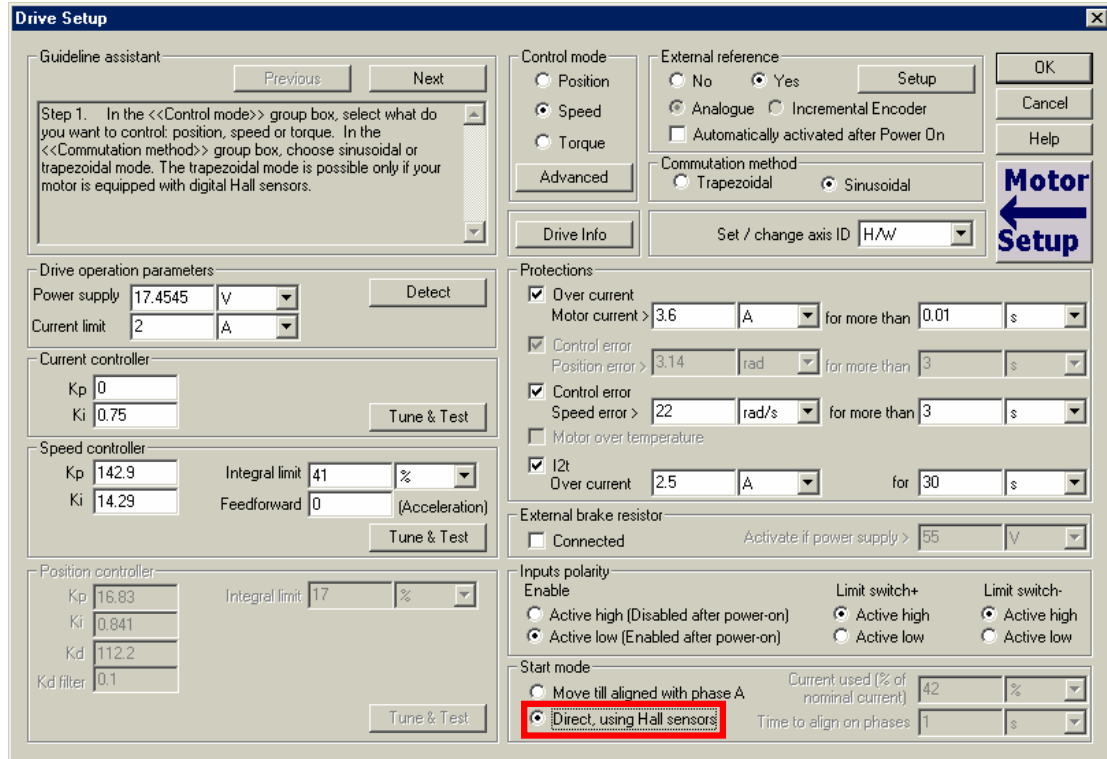 Drive Setup
Guideline assistant
Previous Next
Step 1. In the <<Control mode>> group box, select what do
you want to control: position, speed or torque. In the
<<Commutation method>> group box, choose sinusoidal or
trapezoidal mode. The trapezoidal mode is possible only if your
motor is equipped with digital Hall sensors.
Control mode
Position
Speed
Torque
Advanced
External reference
No Yes Setup
Analogue Incremental Encoder
Automatically activated after Power On
Commutation method
Trapezoidal Sinusoidal
OK
Cancel
Help
Motor
Setup
Drive Info
Set / change axis ID H/W
Drive operation parameters
Power supply 17.4545 V Detect
Current limit 2 A
Current controller
Kp 0
Ki 0.75 Tune & Test
Speed controller
Kp 142.9 Integral limit 41 %
Ki 14.29 Feedforward 0 (Acceleration)
Tune & Test
Position controller
Kp 16.83 Integral limit 17 %
Ki 0.841
Kd 112.2
Kd filter 0.1
Tune & Test
Protections
Over current
Motor current > 3.6 A for more than 0.01 s
Control error
Position error > 3.14 rad for more than 3 s
Control error
Speed error > 22 rad/s for more than 3 s
Motor over temperature
I2t
Over current 2.5 A for 30 s
External brake resistor
Connected Activate if power supply > 55 V
Inputs polarity
Enable Limit switch+ Limit switch-
Active high (Disabled after power-on) Active high Active high
Active low (Enabled after power-on) Active low Active low
Start mode
Move till aligned with phase A
Current used (% of
nominal current) 42 %
Direct, using Hall sensors Time to align on phases 1 s